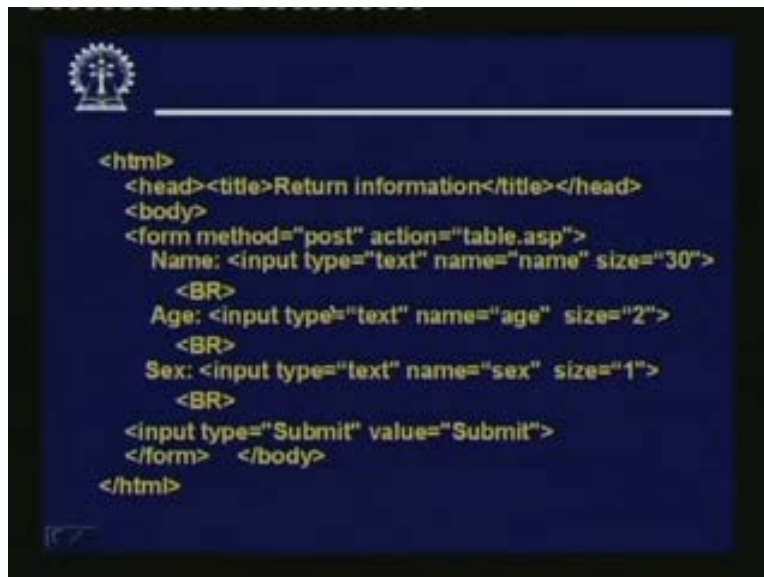 <html>
<head><title>Return information</title></head>
<body>
<form method="post" action=“table.asp">
Name: <input type="text" name="name" size=“30">
<BR>
Age: <input type=“text" name=“age" size=“2">
<BR>
Sex: <input type=“text" name=“sex" size=“1">
<BR>
<input type="Submit" value="Submit">
</form> </body>
</html>